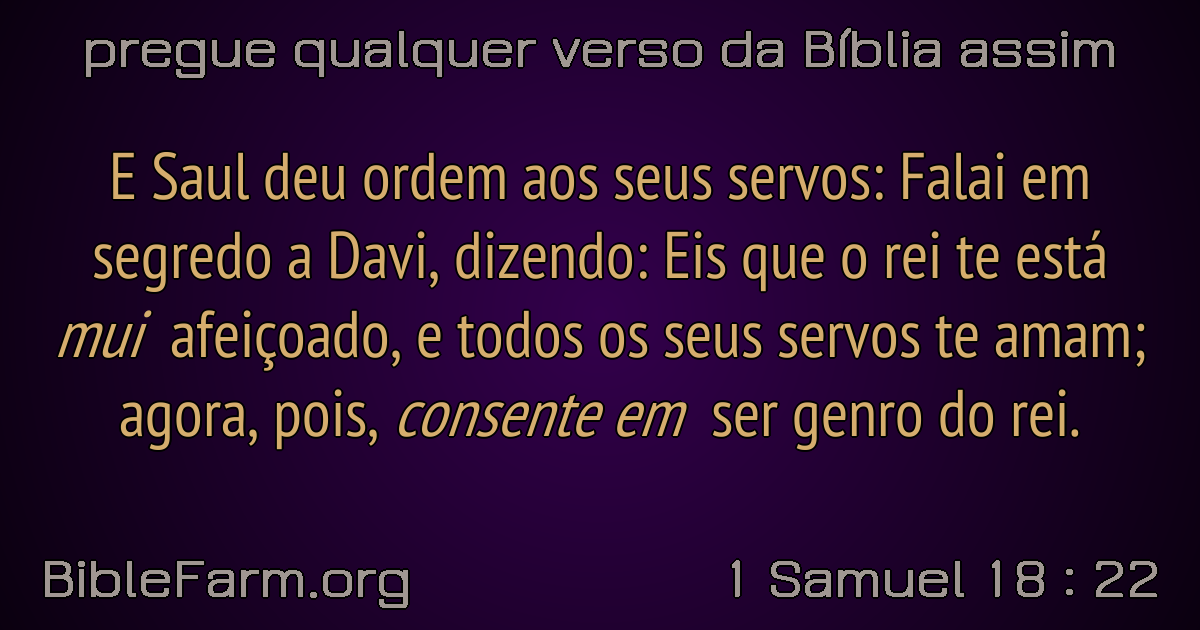 pregue qualquer verso da Bíblia assim
E Saul deu ordem aos seus servos: Falai em
segredo a Davi, dizendo: Eis que o rei te está
mui afeiçoado, e todos os seus servos te amam;
agora, pois, consente em ser genro do rei.
BibleFarm.org
1 Samuel 18 : 22